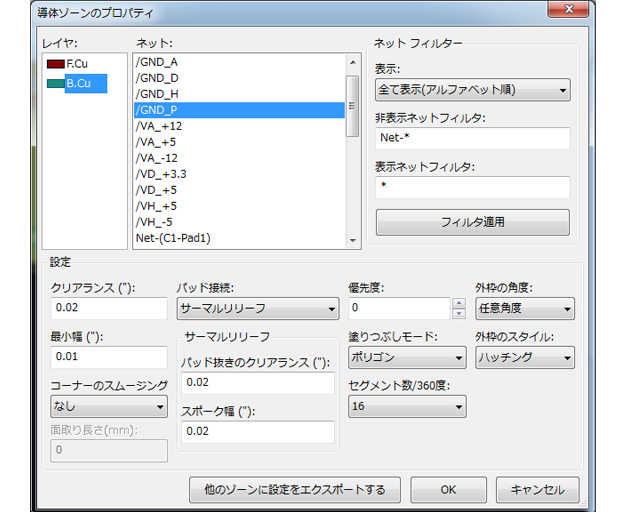 導体ゾーンのプロパティ
レイヤ:
F.Cu
B.Cu
ネット:
/GND_A
/GND_D
/GND_H
/GND_P
/VA_+12
/VA_+5
/VA_-12
/VD_+3.3
/VD_+5
/VH_+5
/VH_-5
Net-(C1-Pad1)
ネット フィルター
表示:
全て表示(アルファベット順)
非表示ネットフィルタ:
Net-*
表示ネットフィルタ:
*
フィルタ適用
設定
クリアランス ("):
0.02
最小幅 ("):
0.01
コーナーのスムージング
なし
面取り長さ(mm):
0
パッド接続:
サーマルリリーフ
サーマルリリーフ
パッド抜きのクリアランス ("):
0.02
スポーク幅 ("):
0.02
優先度:
0
塗りつぶしモード:
ポリゴン
セグメント数/360度:
16
外枠の角度:
任意角度
外枠のスタイル:
ハッチング
他のゾーンに設定をエクスポートする
OK
キャンセル